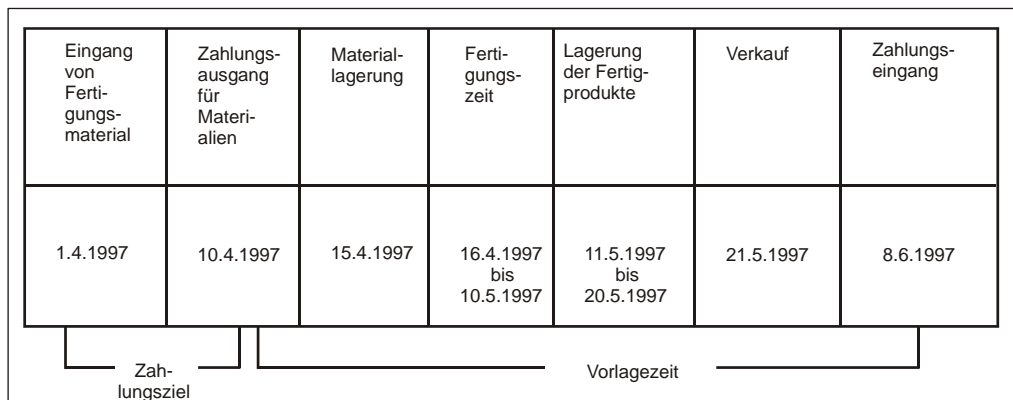 Eingang
von
Ferti-
gungs-
material
Zahlungs-
ausgang
für
Materi-
alien
Material-
lagerung
Ferti-
gungs-
zeit
Lagerung
der Fertig-
produkte
Verkauf
Zahlungs-
eingang
1.4.1997
10.4.1997
15.4.1997
16.4.1997
bis
10.5.1997
11.5.1997
bis
20.5.1997
21.5.1997
8.6.1997
Zah-
lungsziel
Vorlagezeit